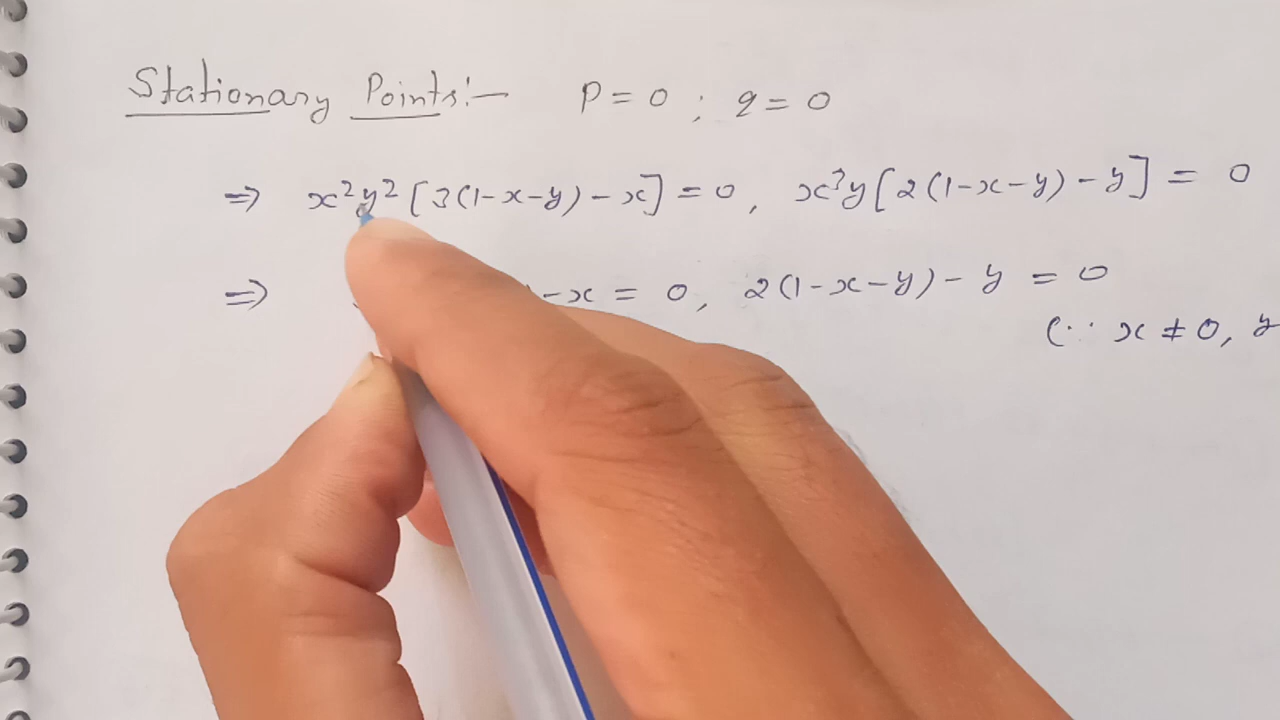 Stationary Points:- p = 0 ; q = 0
⇒ x²y² [3(1-x-y) - x] = 0, x³y [2(1-x-y) - y] = 0
⇒ -x = 0, 2(1-x-y) - y = 0
(∵ x ≠ 0, y